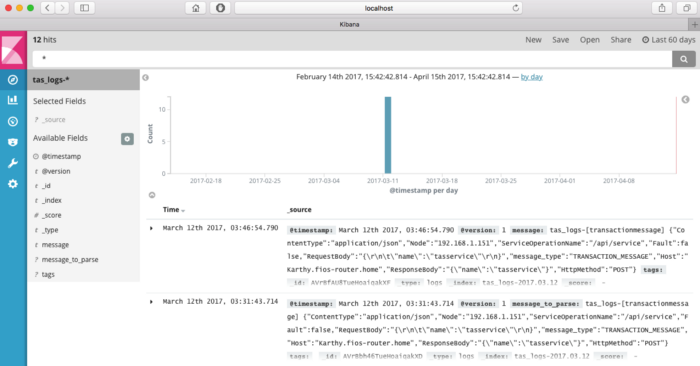 localhost
Kibana
12 hits
New Save Open Share Last 60 days
*
tas_logs-*
February 14th 2017, 15:42:42.814 - April 15th 2017, 15:42:42.814 — by day
Selected Fields
? _source
Available Fields
@timestamp
t @version
t _id
t _index
# _score
t _type
t message
t message_to_parse
t tags
Count
10
5
0
2017-02-18 2017-02-25 2017-03-04 2017-03-11 2017-03-18 2017-03-25 2017-04-01 2017-04-08
@timestamp per day
Time _source
March 12th 2017, 03:46:54.790 @timestamp: March 12th 2017, 03:46:54.790 @version: 1 message: tas_logs-[transactionmessage] {"Co
ntentType":"application/json","Node":"192.168.1.151","ServiceOperationName":"/api/service","Fault":fa
lse,"RequestBody":"{\r\n\t\"name\":\"tasservice\"\r\n}","message_type":"TRANSACTION_MESSAGE","Host":"
Karthy.fios-router.home","ResponseBody":"{\"name\":\"tasservice\"}","HttpMethod":"POST"} tags:
_id: _type: logs _index: tas_logs-2017.03.12 _score: -
March 12th 2017, 03:31:43.714 @timestamp: March 12th 2017, 03:31:43.714 @version: 1 message_to_parse: tas_logs-[transactionmessa
ge] {"ContentType":"application/json","Node":"192.168.1.151","ServiceOperationName":"/api/service","F
ault":false,"RequestBody":"{\r\n\t\"name\":\"tasservice\"\r\n}","message_type":"TRANSACTION_MESSAGE",
"Host":"Karthy.fios-router.home","ResponseBody":"{\"name\":\"tasservice\"}","HttpMethod":"POST"}
tags: _id: _type: logs _index: tas_logs-2017.03.12 _score: -